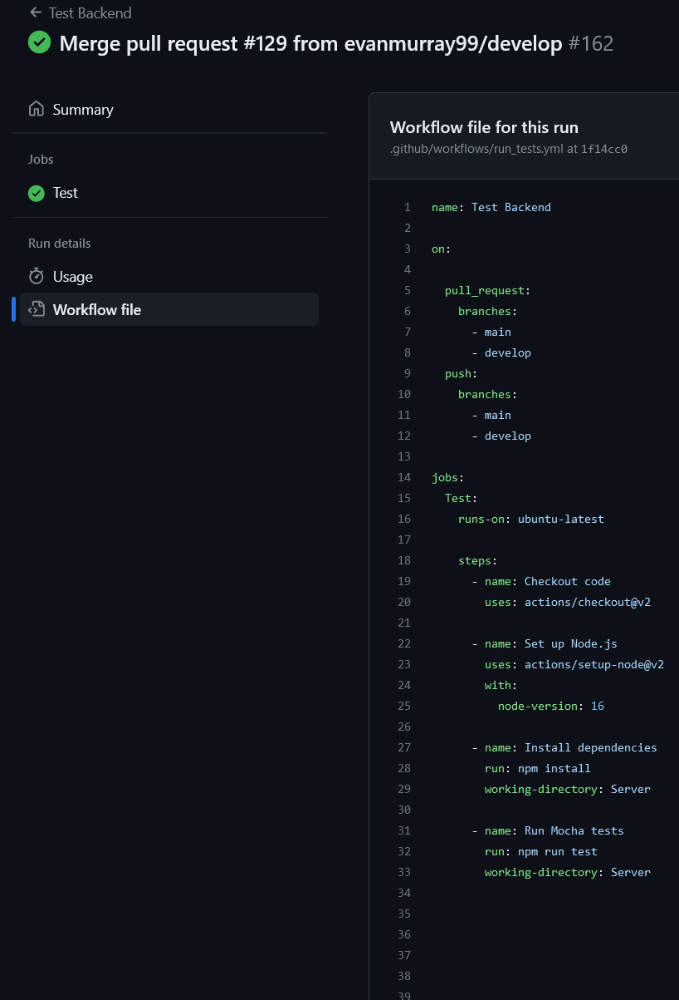 Test Backend
Merge pull request #129 from evanmurray99/develop #162
Summary
Jobs
Test
Run details
Usage
Workflow file
Workflow file for this run
.github/workflows/run_tests.yml at 1f14cc0
1 name: Test Backend
2
3 on:
4
5   pull_request:
6     branches:
7       - main
8       - develop
9   push:
10     branches:
11       - main
12       - develop
13
14 jobs:
15   Test:
16     runs-on: ubuntu-latest
17
18     steps:
19       - name: Checkout code
20         uses: actions/checkout@v2
21
22       - name: Set up Node.js
23         uses: actions/setup-node@v2
24         with:
25           node-version: 16
26
27       - name: Install dependencies
28         run: npm install
29         working-directory: Server
30
31       - name: Run Mocha tests
32         run: npm run test
33         working-directory: Server
34
35
36
37
38
39